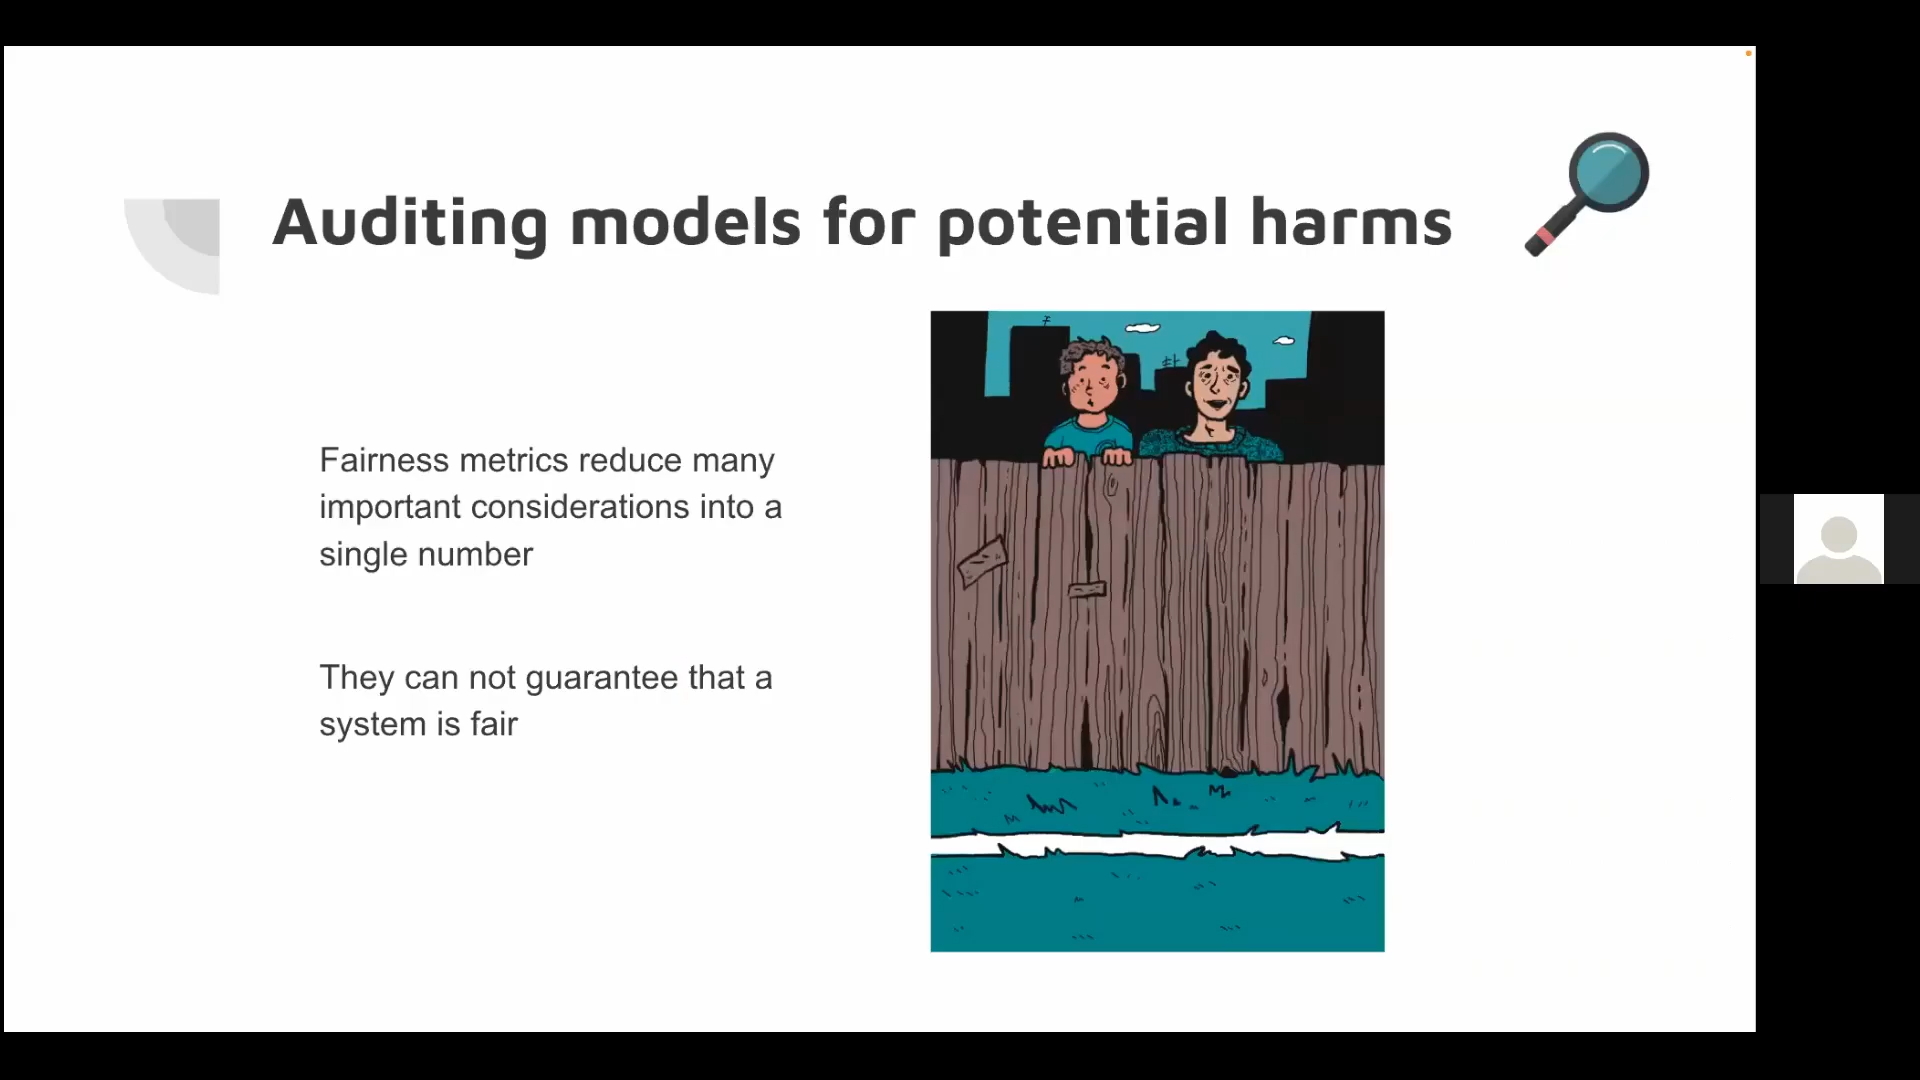 Auditing models for potential harms
Fairness metrics reduce many
important considerations into a
single number
They can not guarantee that a
system is fair